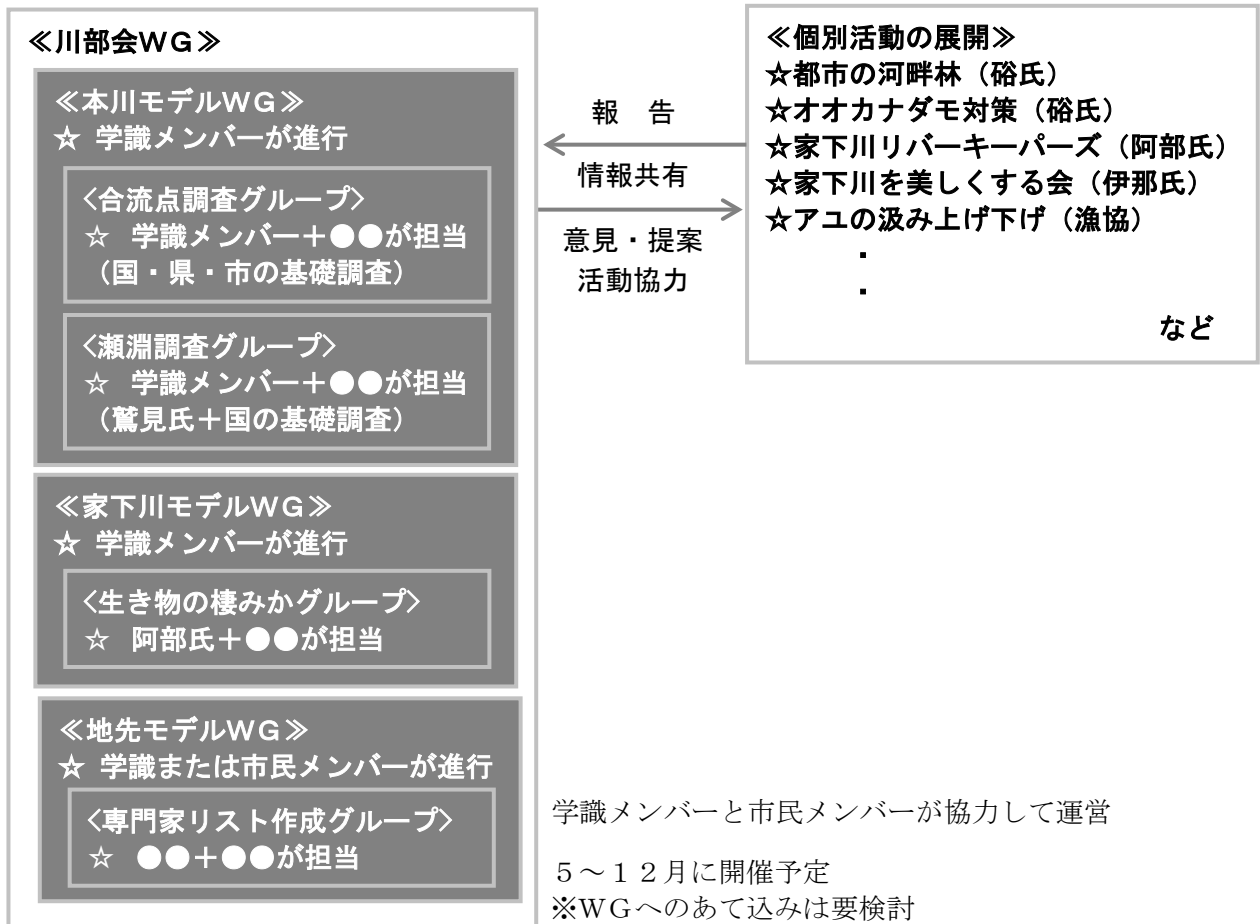 ≪川部会WG≫
≪本川モデルWG≫
☆ 学識メンバーが進行
<合流点調査グループ>
☆ 学識メンバー+●●が担当
(国・県・市の基礎調査)
<瀬淵調査グループ>
☆ 学識メンバー+●●が担当
(鷲見氏+国の基礎調査)
≪家下川モデルWG≫
☆ 学識メンバーが進行
<生き物の棲みかグループ>
☆ 阿部氏+●●が担当
≪地先モデルWG≫
☆ 学識または市民メンバーが進行
<専門家リスト作成グループ>
☆ ●●+●●が担当
報 告
情報共有
意見・提案
活動協力
≪個別活動の展開≫
☆都市の河畔林(硲氏)
☆オオカナダモ対策(硲氏)
☆家下川リバーキーパーズ(阿部氏)
☆家下川を美しくする会(伊那氏)
☆アユの汲み上げ下げ(漁協)
・
・
など
学識メンバーと市民メンバーが協力して運営
5~12月に開催予定
※WGへのあて込みは要検討